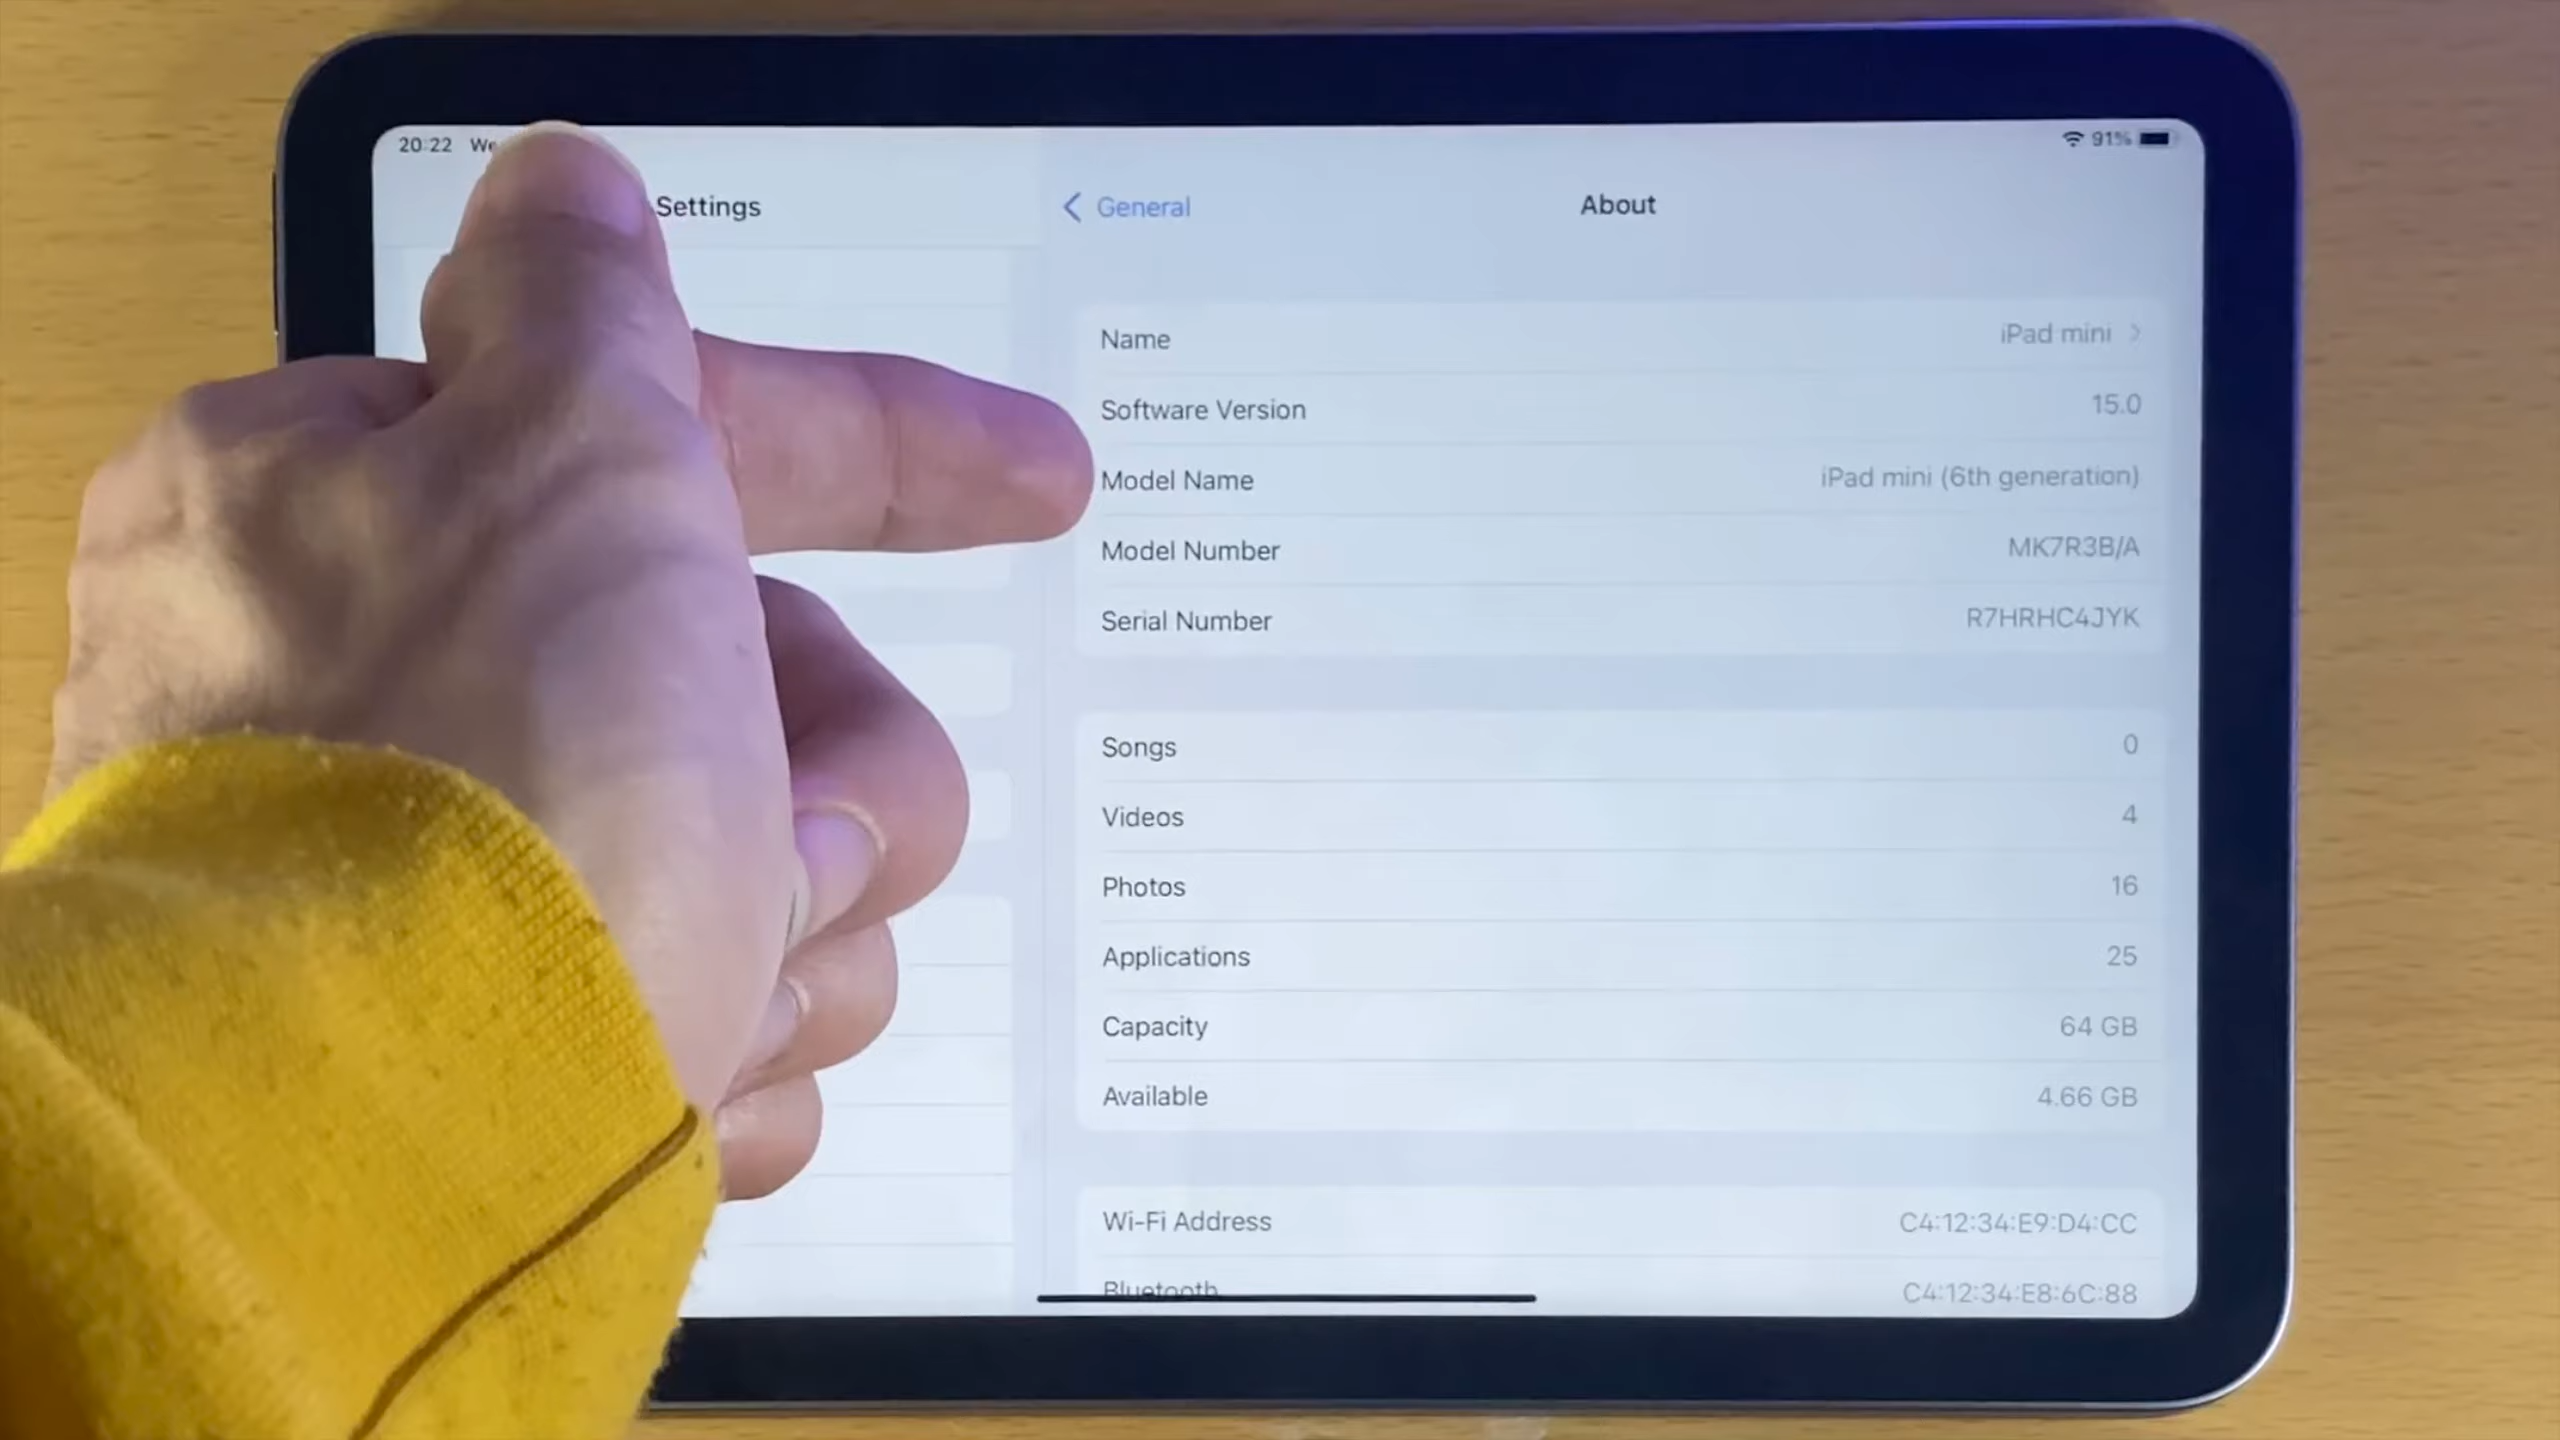 20:22
91%
Settings
General
About
Name iPad mini
Software Version 15.0
Model Name iPad mini (6th generation)
Model Number MK7R3B/A
Serial Number R7HRHC4JYK
Songs 0
Videos 4
Photos 16
Applications 25
Capacity 64 GB
Available 4.66 GB
Wi-Fi Address C4:12:34:E9:D4:CC
Bluetooth C4:12:34:E8:6C:88